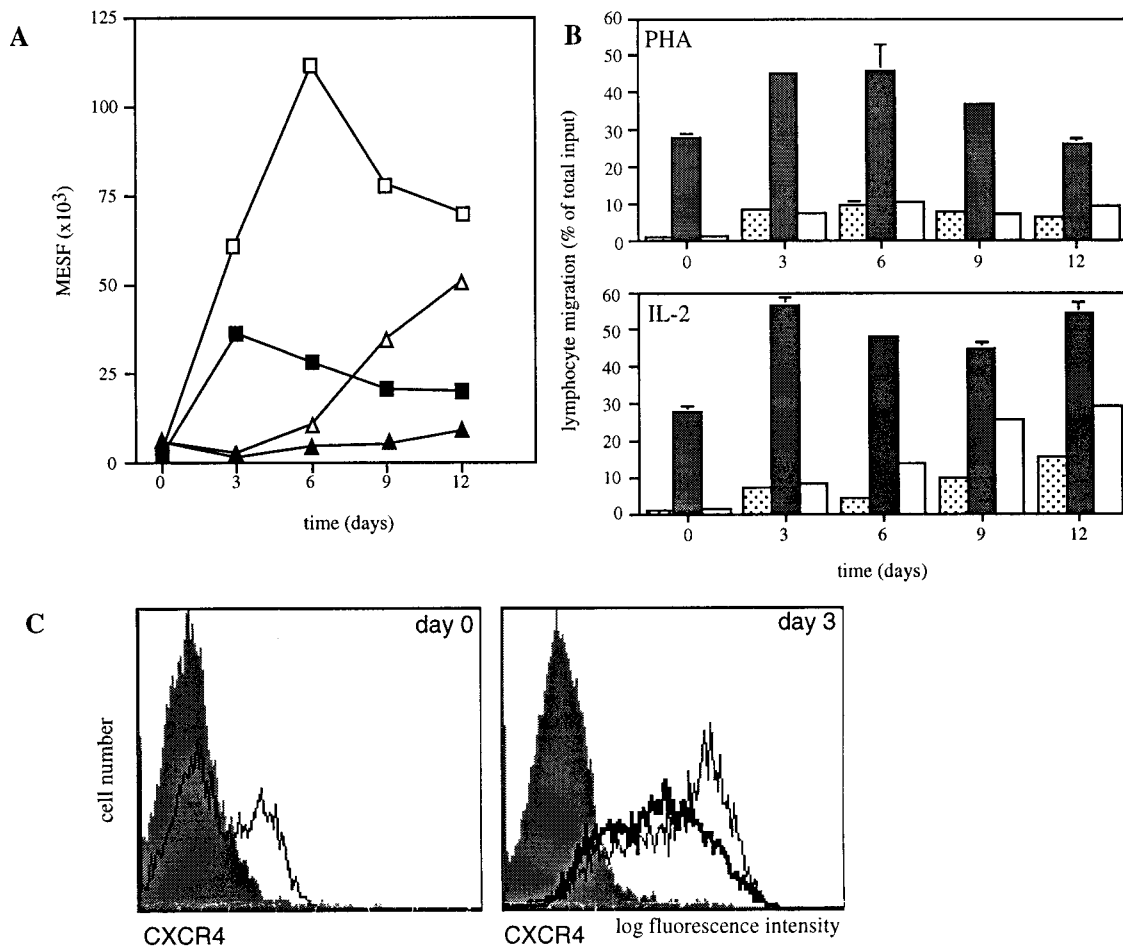 A
125
100
75
50
25
0
MESF (x10³)
0 3 6 9 12
time (days)
B
PHA
60
50
40
30
20
10
0
0 3 6 9 12
lymphocyte migration (% of total input)
IL-2
60
50
40
30
20
10
0
0 3 6 9 12
time (days)
C
day 0
cell number
CXCR4
day 3
CXCR4
log fluorescence intensity